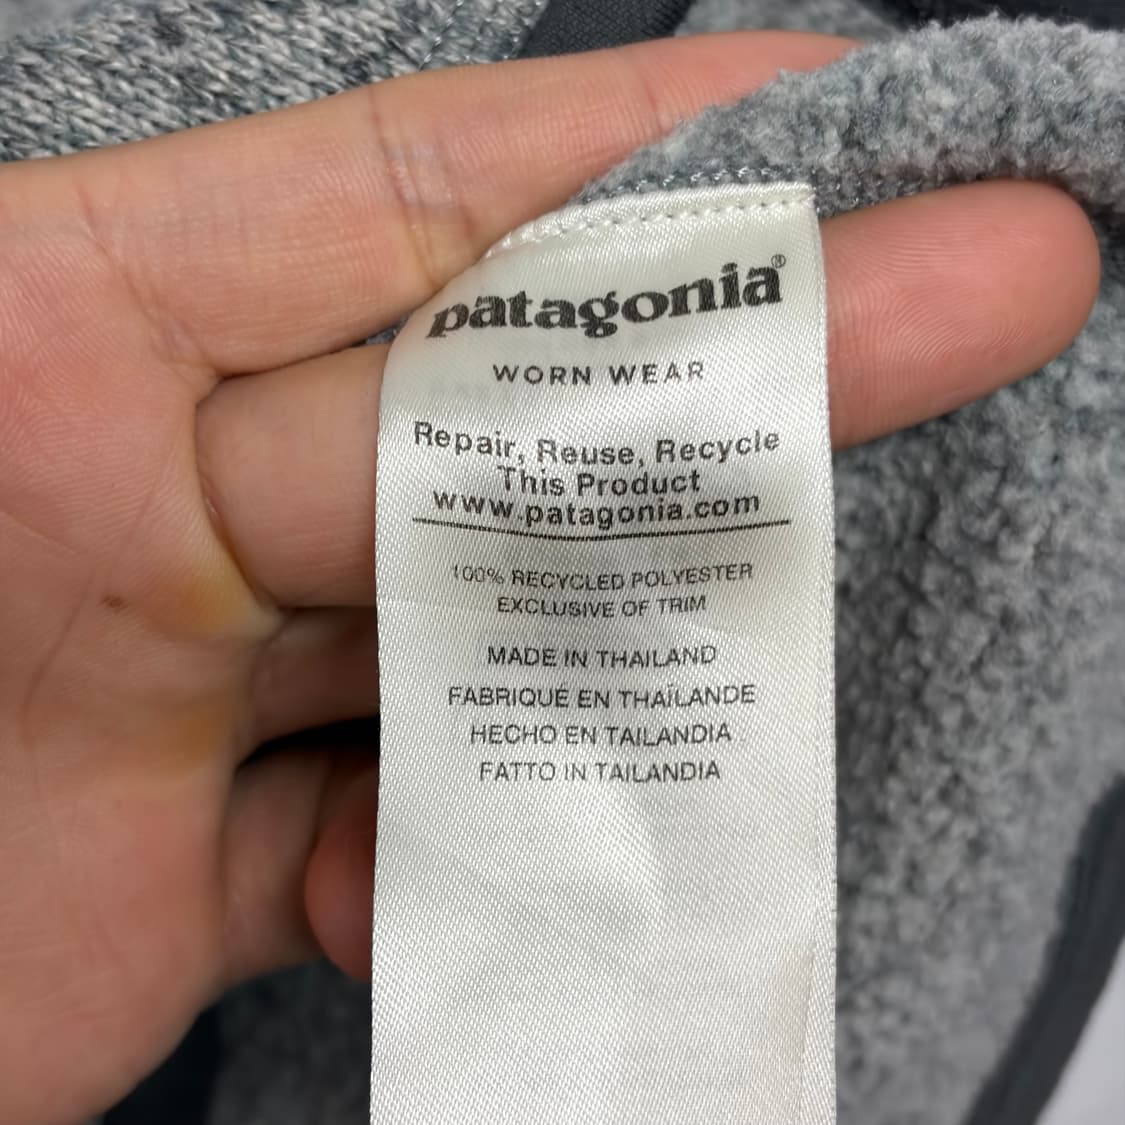 patagonia®
WORN WEAR
Repair, Reuse, Recycle
This Product
www.patagonia.com
100% RECYCLED POLYESTER
EXCLUSIVE OF TRIM
MADE IN THAILAND
FABRIQUÉ EN THAÏLANDE
HECHO EN TAILANDIA
FATTO IN TAILANDIA